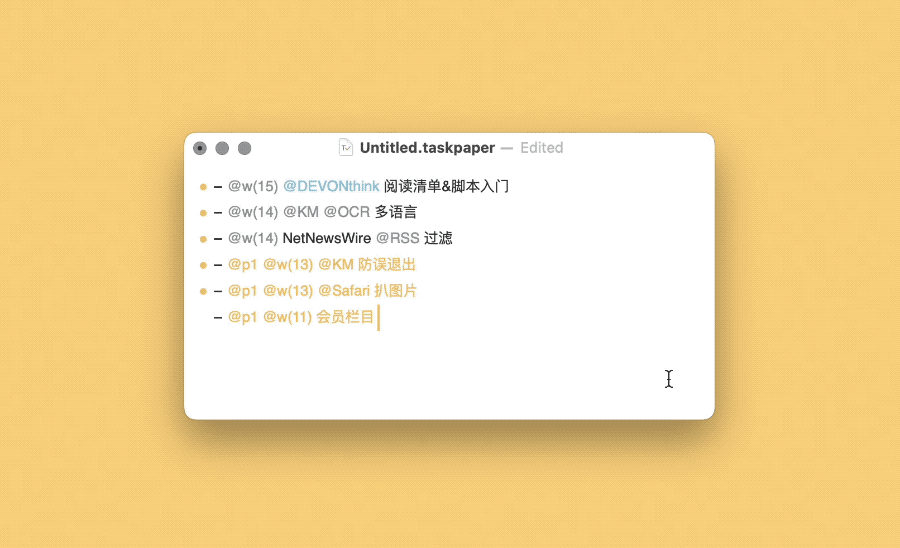 Untitled.taskpaper — Edited
– @w(15) @DEVONthink 阅读清单&脚本入门
– @w(14) @KM @OCR 多语言
– @w(14) NetNewsWire @RSS 过滤
– @p1 @w(13) @KM 防误退出
– @p1 @w(13) @Safari 扒图片
– @p1 @w(11) 会员栏目